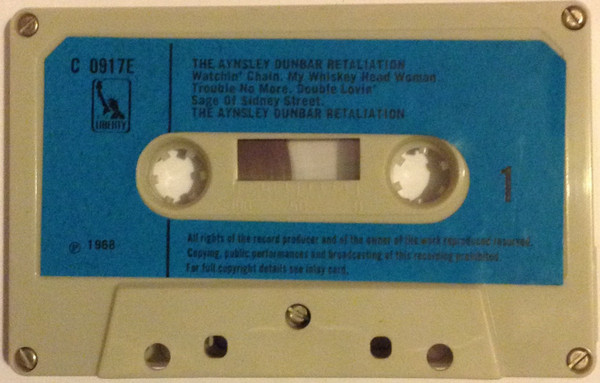 C 0917E
LIBERTY
THE AYNSLEY DUNBAR RETALIATION
Watchin' Chain. My Whiskey Head Woman.
Trouble No More. Double Lovin'
Sage Of Sidney Street.
THE AYNSLEY DUNBAR RETALIATION
1
℗ 1968
All rights of the record producer and of the owner of the work reproduced reserved.
Copying, public performances and broadcasting of this recording prohibited.
For full copyright details see inlay card.